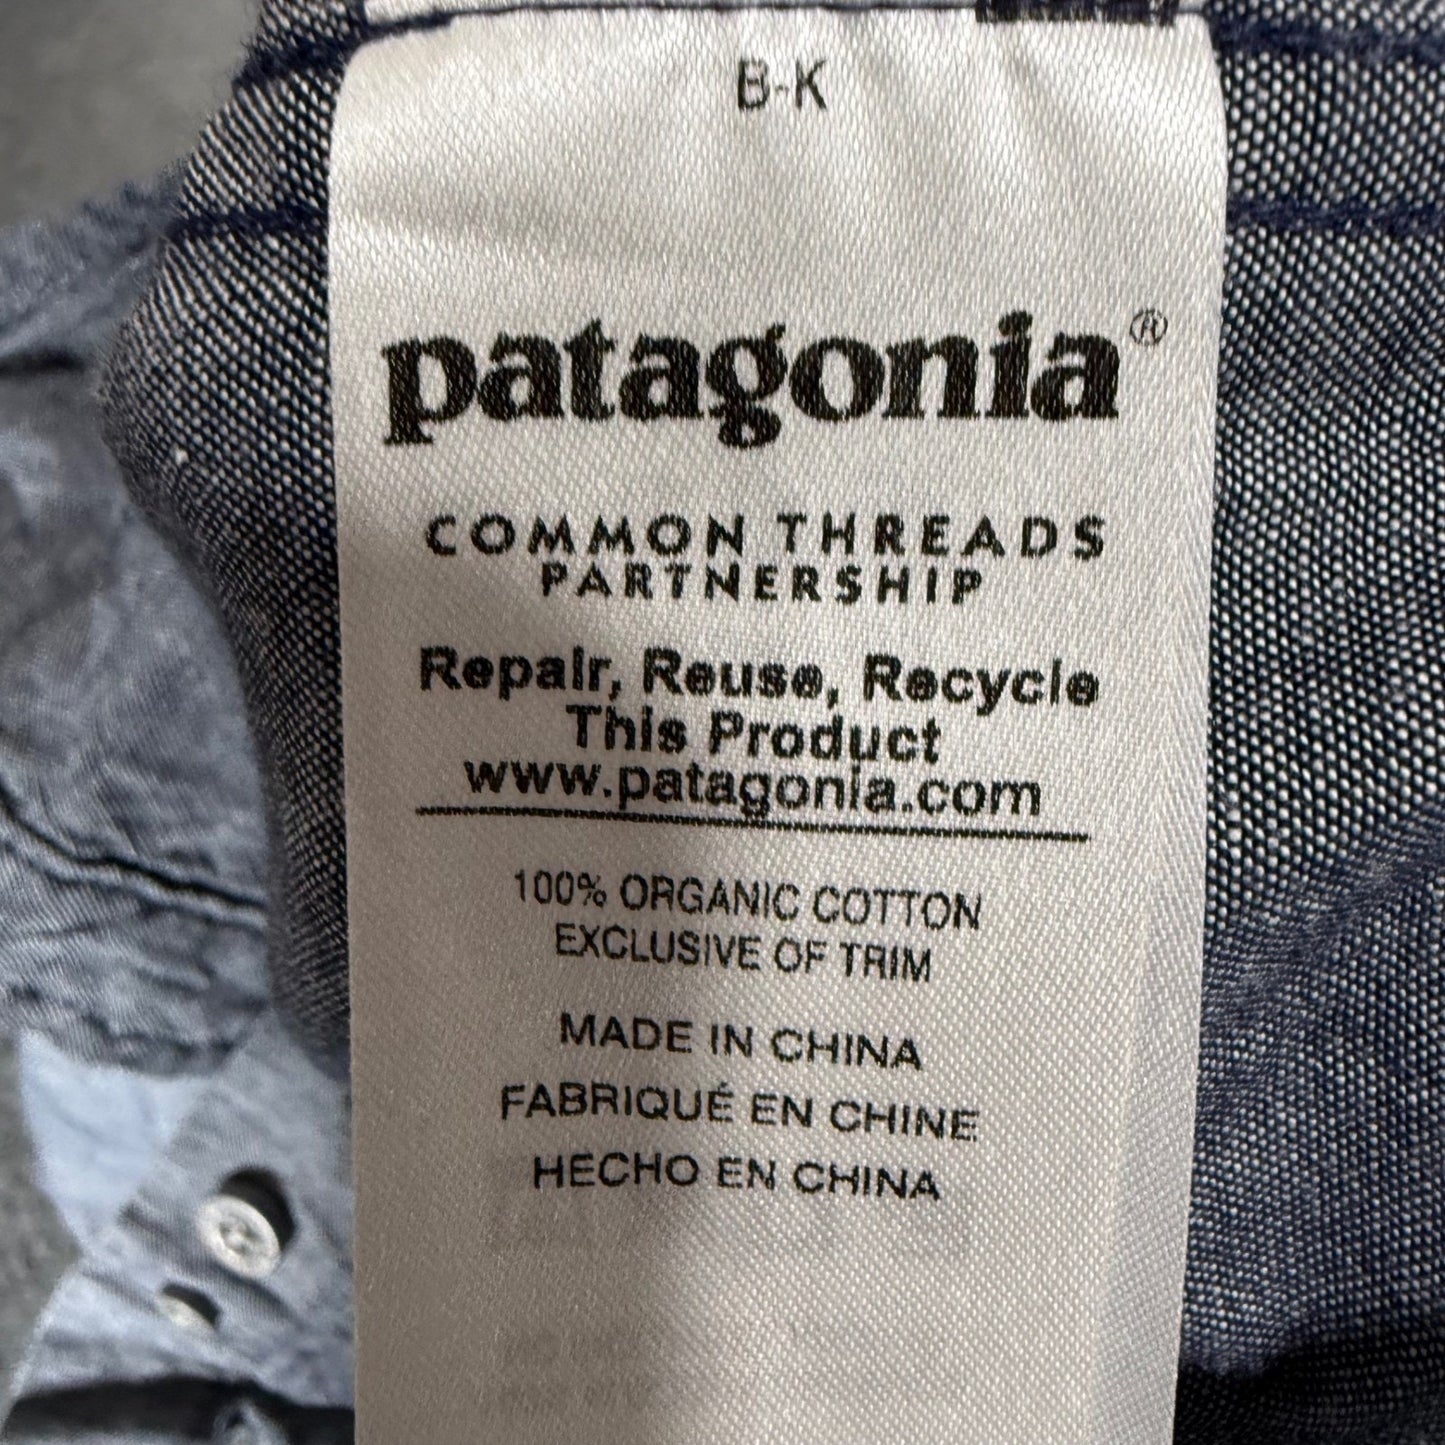 B-K
patagonia®
COMMON THREADS
PARTNERSHIP
Repair, Reuse, Recycle
This Product
www.patagonia.com
100% ORGANIC COTTON
EXCLUSIVE OF TRIM
MADE IN CHINA
FABRIQUÉ EN CHINE
HECHO EN CHINA